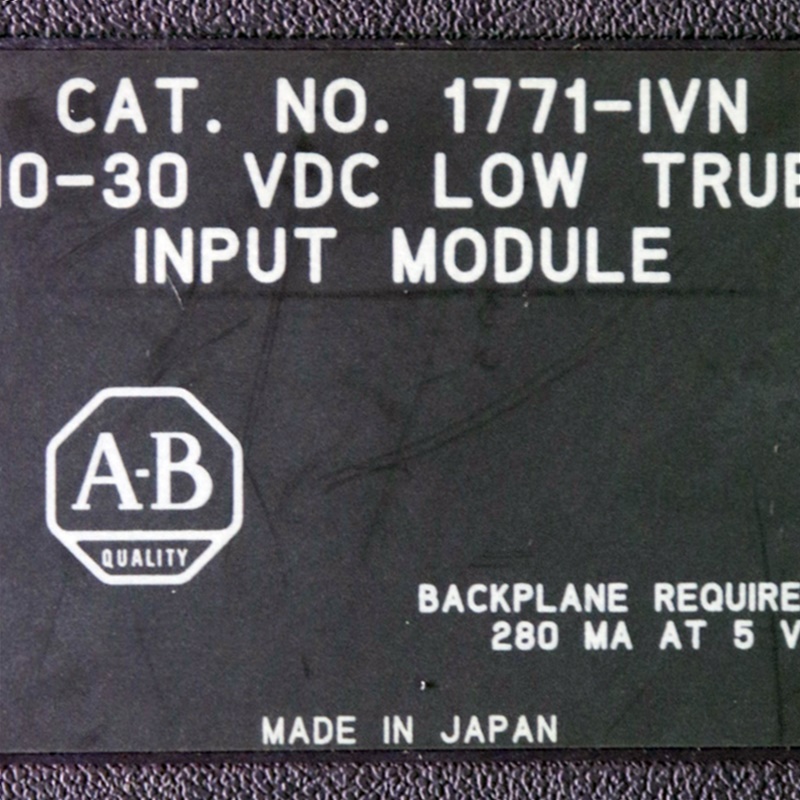 CAT. NO. 1771-IVN
10-30 VDC LOW TRUE
INPUT MODULE
A-B
QUALITY
BACKPLANE REQUIRE
280 MA AT 5 V
MADE IN JAPAN